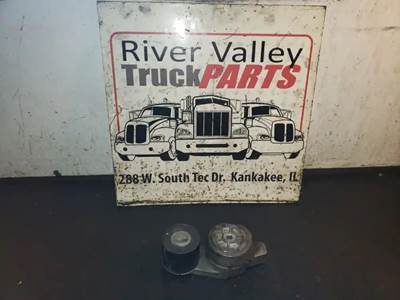 River Valley
TruckPARTS
288 W. South Tec Dr. Kankakee, IL